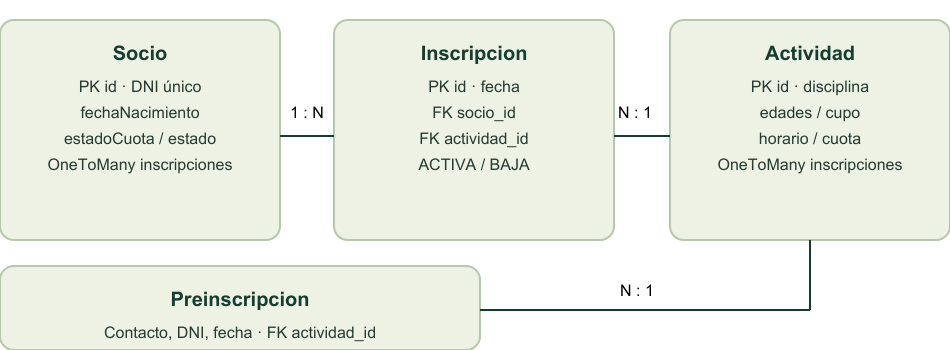 Socio
PK id · DNI único
fechaNacimiento
estadoCuota / estado
OneToMany inscripciones
1 : N
Inscripcion
PK id · fecha
FK socio_id
FK actividad_id
ACTIVA / BAJA
N : 1
Actividad
PK id · disciplina
edades / cupo
horario / cuota
OneToMany inscripciones
Preinscripcion
Contacto, DNI, fecha · FK actividad_id
N : 1